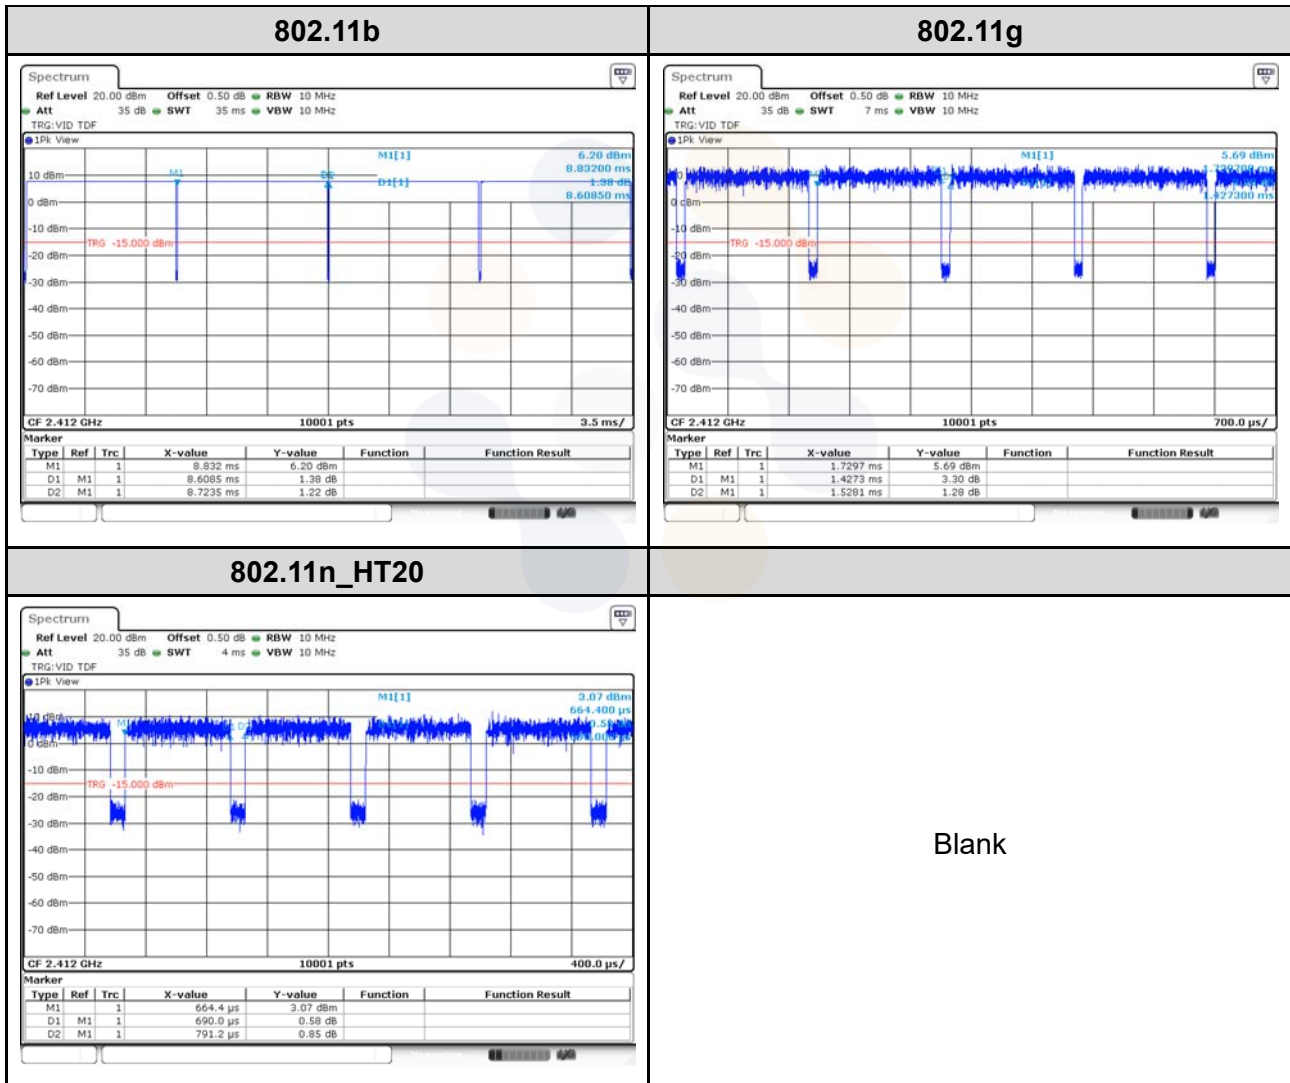 802.11b
802.11g
Spectrum
Ref Level 20.00 dBm Offset 0.50 dB RBW 10 MHz
Att 35 dB SWT 35 ms VBW 10 MHz
TRG:VID TDF
1Pk View
M1[1] 6.20 dBm
8.83200 ms
D1[1] 1.38 dB
8.60850 ms
M1
10 dBm
0 dBm
-10 dBm
TRG -15.000 dBm
-20 dBm
-30 dBm
-40 dBm
-50 dBm
-60 dBm
-70 dBm
CF 2.412 GHz 10001 pts 3.5 ms/
Marker
Type Ref Trc X-value Y-value Function Function Result
M1 1 8.832 ms 6.20 dBm
D1 M1 1 8.6085 ms 1.38 dB
D2 M1 1 8.7235 ms 1.22 dB
Spectrum
Ref Level 20.00 dBm Offset 0.50 dB RBW 10 MHz
Att 35 dB SWT 7 ms VBW 10 MHz
TRG:VID TDF
1Pk View
M1[1] 5.69 dBm
1.427300 ms
0 dBm
-10 dBm
TRG -15.000 dBm
-20 dBm
-30 dBm
-40 dBm
-50 dBm
-60 dBm
-70 dBm
CF 2.412 GHz 10001 pts 700.0 µs/
Marker
Type Ref Trc X-value Y-value Function Function Result
M1 1 1.7297 ms 5.69 dBm
D1 M1 1 1.4273 ms 3.30 dB
D2 M1 1 1.5281 ms 1.28 dB
802.11n_HT20
Spectrum
Ref Level 20.00 dBm Offset 0.50 dB RBW 10 MHz
Att 35 dB SWT 4 ms VBW 10 MHz
TRG:VID TDF
1Pk View
M1[1] 3.07 dBm
664.400 µs
10 dBm
0 dBm
-10 dBm
TRG -15.000 dBm
-20 dBm
-30 dBm
-40 dBm
-50 dBm
-60 dBm
-70 dBm
CF 2.412 GHz 10001 pts 400.0 µs/
Marker
Type Ref Trc X-value Y-value Function Function Result
M1 1 664.4 µs 3.07 dBm
D1 M1 1 690.0 µs 0.58 dB
D2 M1 1 791.2 µs 0.85 dB
Blank